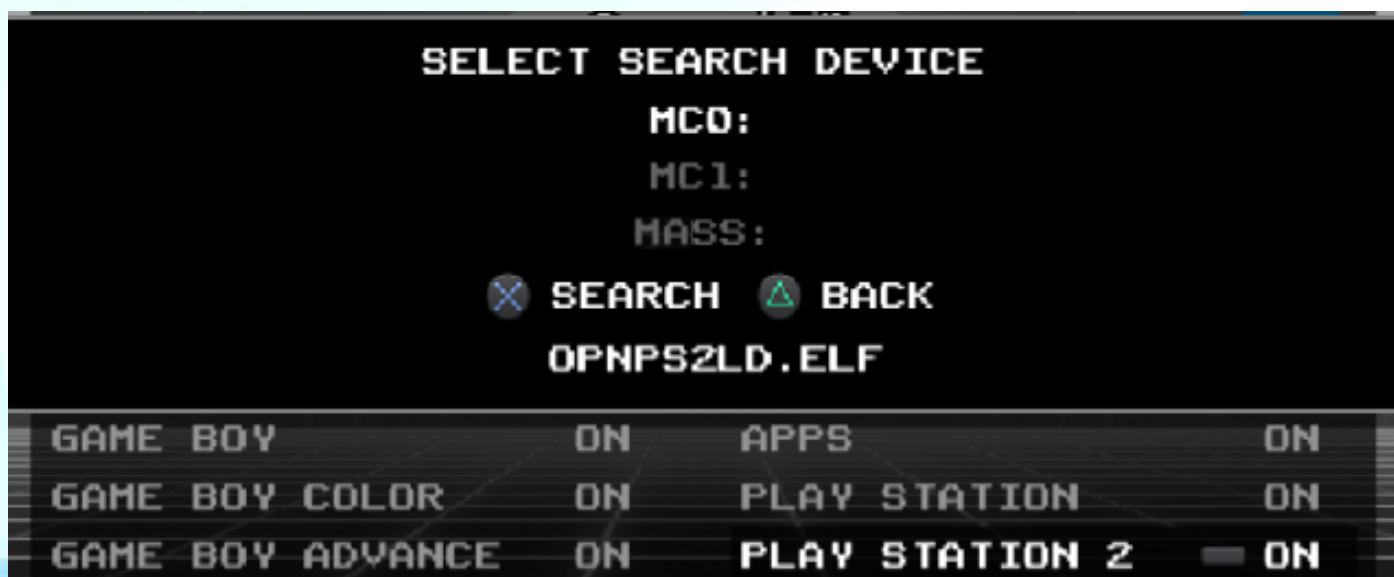 SELECT SEARCH DEVICE
MC0:
MC1:
MASS:
SEARCH BACK
OPNPS2LD.ELF
GAME BOY ON APPS ON
GAME BOY COLOR ON PLAY STATION ON
GAME BOY ADVANCE ON PLAY STATION 2 ON